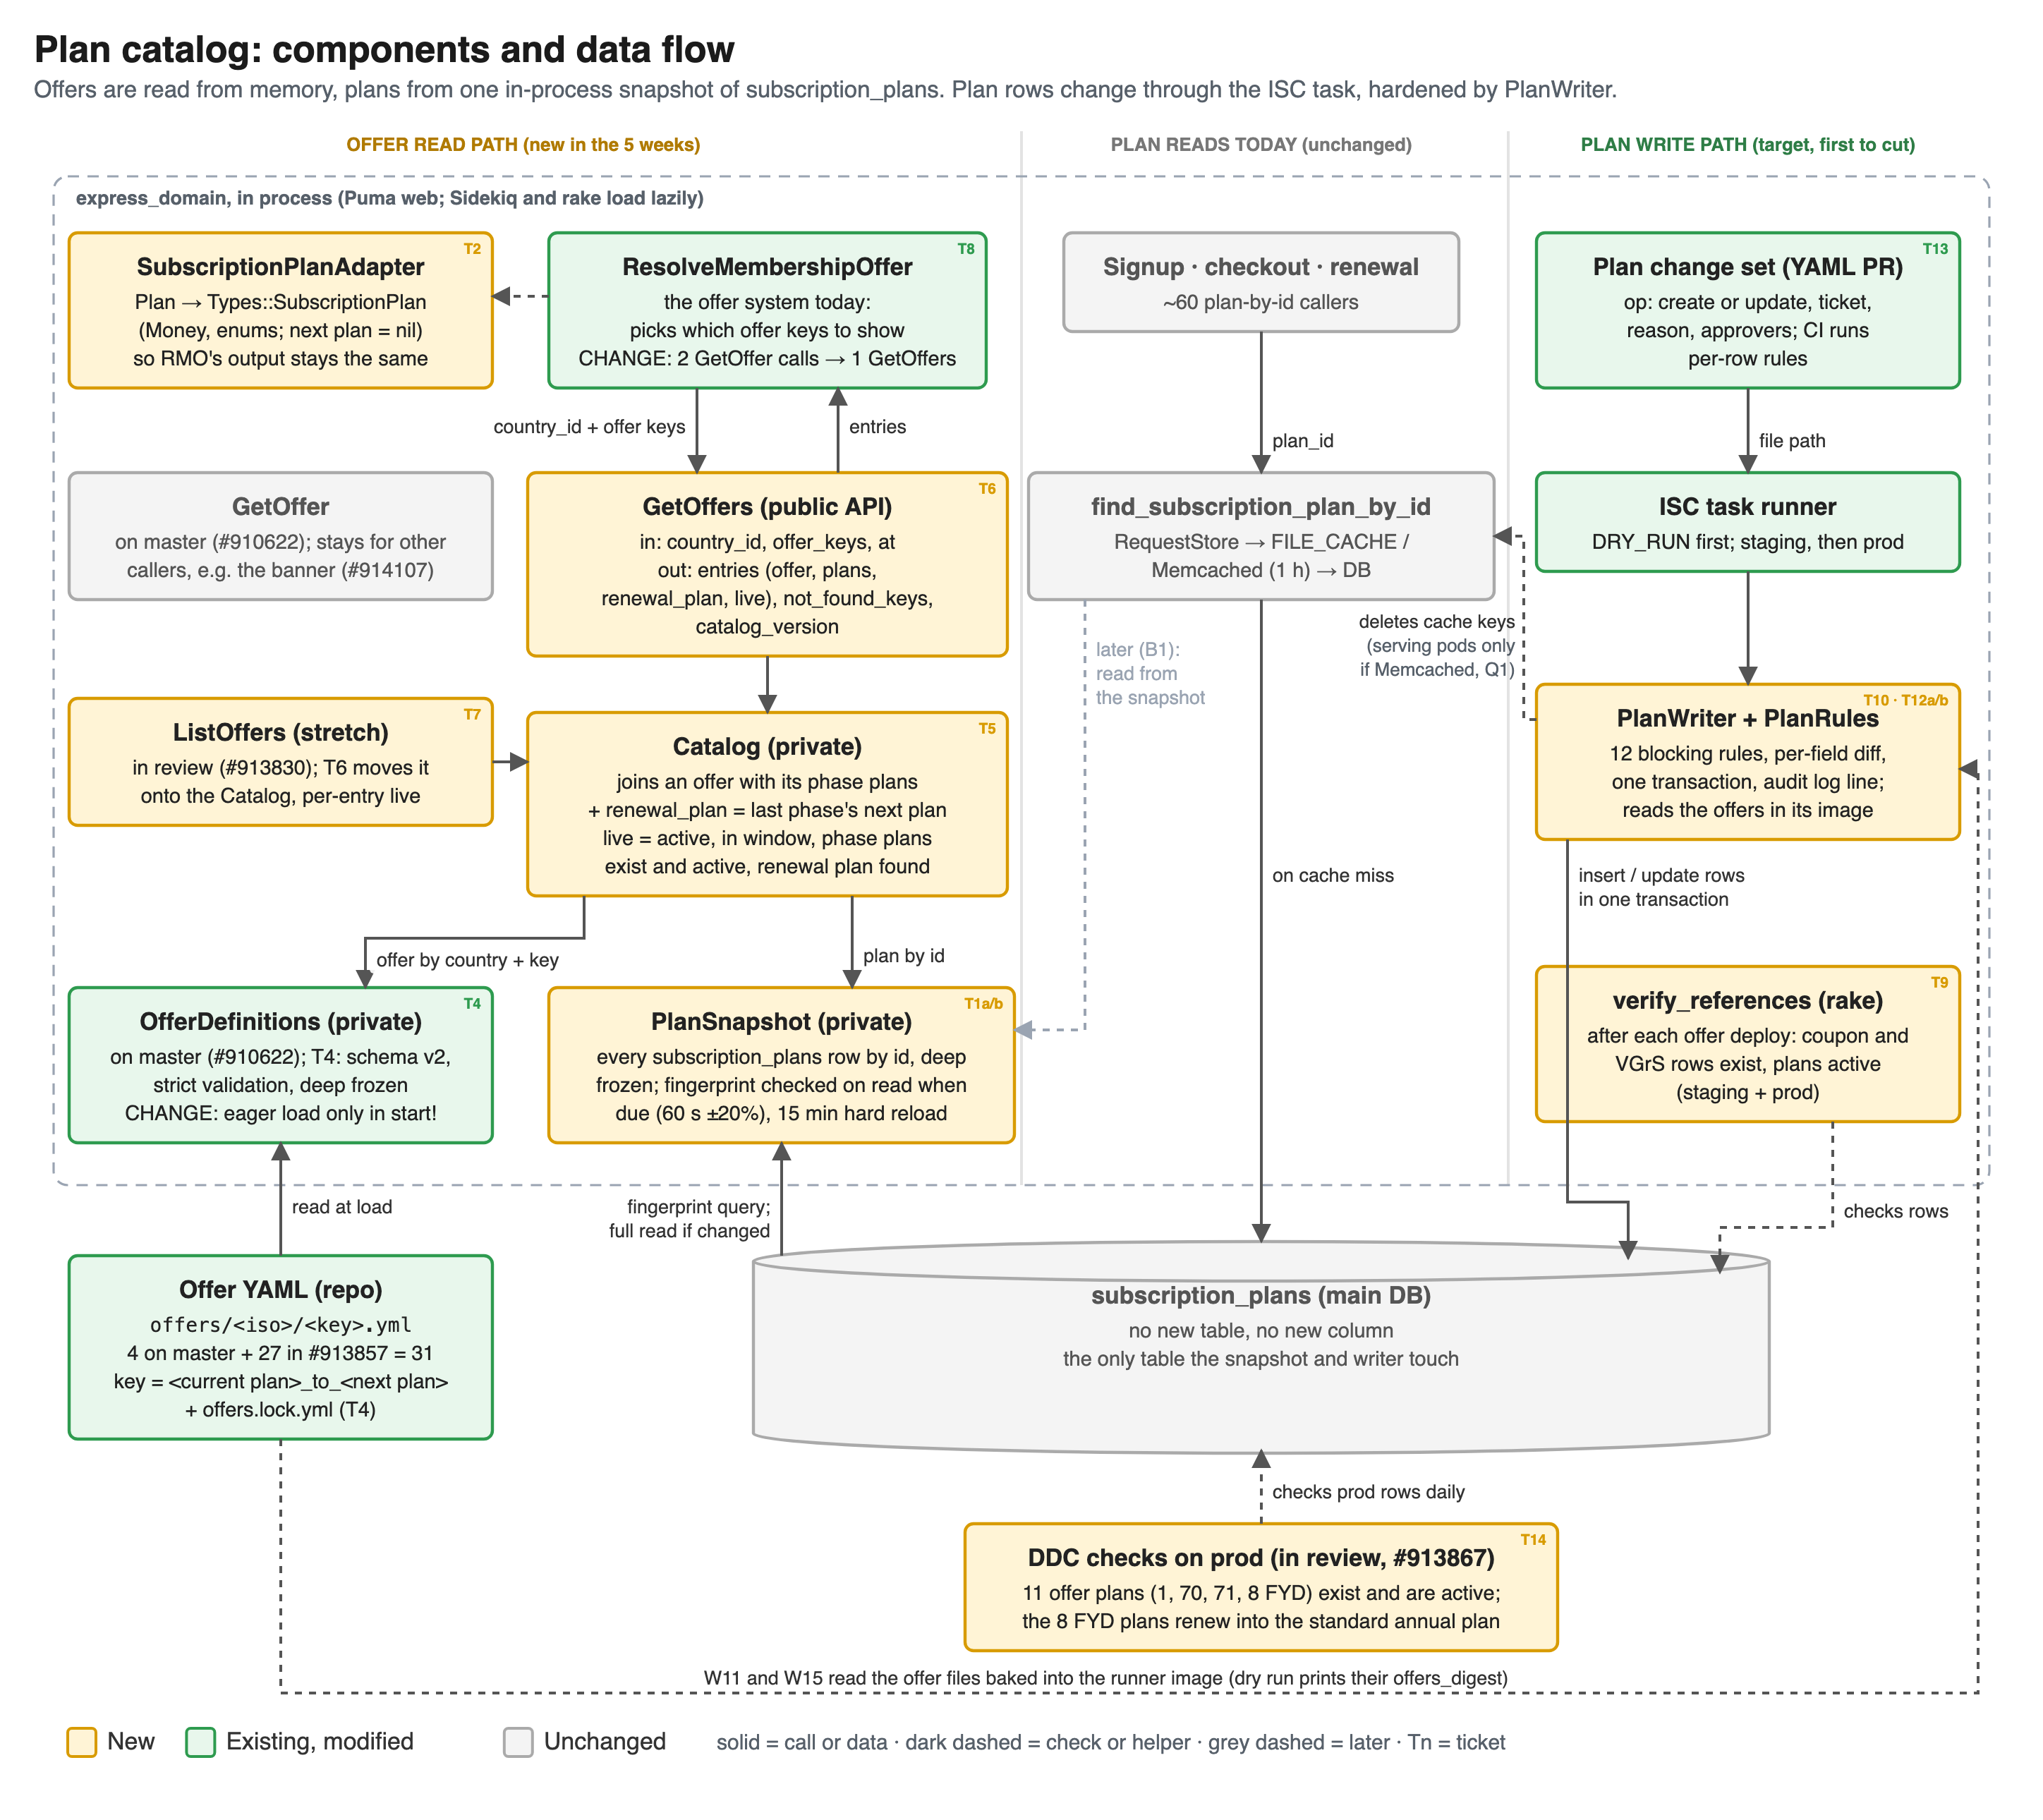 Plan catalog: components and data flow
Offers are read from memory, plans from one in-process snapshot of subscription_plans. Plan rows change through the ISC task, hardened by PlanWriter.
OFFER READ PATH (new in the 5 weeks)
PLAN READS TODAY (unchanged)
PLAN WRITE PATH (target, first to cut)
express_domain, in process (Puma web; Sidekiq and rake load lazily)
T2
SubscriptionPlanAdapter
Plan → Types::SubscriptionPlan
(Money, enums; next plan = nil)
so RMO's output stays the same
T8
ResolveMembershipOffer
the offer system today:
picks which offer keys to show
CHANGE: 2 GetOffer calls → 1 GetOffers
Signup · checkout · renewal
~60 plan-by-id callers
T13
Plan change set (YAML PR)
op: create or update, ticket,
reason, approvers; CI runs
per-row rules
country_id + offer keys
entries
plan_id
file path
GetOffer
on master (#910622); stays for other
callers, e.g. the banner (#914107)
T6
GetOffers (public API)
in: country_id, offer_keys, at
out: entries (offer, plans,
renewal_plan, live), not_found_keys,
catalog_version
find_subscription_plan_by_id
RequestStore → FILE_CACHE /
Memcached (1 h) → DB
ISC task runner
DRY_RUN first; staging, then prod
later (B1):
read from
the snapshot
deletes cache keys
(serving pods only
if Memcached, Q1)
T7
ListOffers (stretch)
in review (#913830); T6 moves it
onto the Catalog, per-entry live
T5
Catalog (private)
joins an offer with its phase plans
+ renewal_plan = last phase's next plan
live = active, in window, phase plans
exist and active, renewal plan found
T10 · T12a/b
PlanWriter + PlanRules
12 blocking rules, per-field diff,
one transaction, audit log line;
reads the offers in its image
on cache miss
insert / update rows
in one transaction
offer by country + key
plan by id
T4
OfferDefinitions (private)
on master (#910622); T4: schema v2,
strict validation, deep frozen
CHANGE: eager load only in start!
T1a/b
PlanSnapshot (private)
every subscription_plans row by id, deep
frozen; fingerprint checked on read when
due (60 s ±20%), 15 min hard reload
T9
verify_references (rake)
after each offer deploy: coupon and
VGrS rows exist, plans active
(staging + prod)
read at load
fingerprint query;
full read if changed
checks rows
Offer YAML (repo)
offers/<iso>/<key>.yml
4 on master + 27 in #913857 = 31
key = <current plan>_to_<next plan>
+ offers.lock.yml (T4)
subscription_plans (main DB)
no new table, no new column
the only table the snapshot and writer touch
checks prod rows daily
T14
DDC checks on prod (in review, #913867)
11 offer plans (1, 70, 71, 8 FYD) exist and are active;
the 8 FYD plans renew into the standard annual plan
W11 and W15 read the offer files baked into the runner image (dry run prints their offers_digest)
New
Existing, modified
Unchanged
solid = call or data · dark dashed = check or helper · grey dashed = later · Tn = ticket